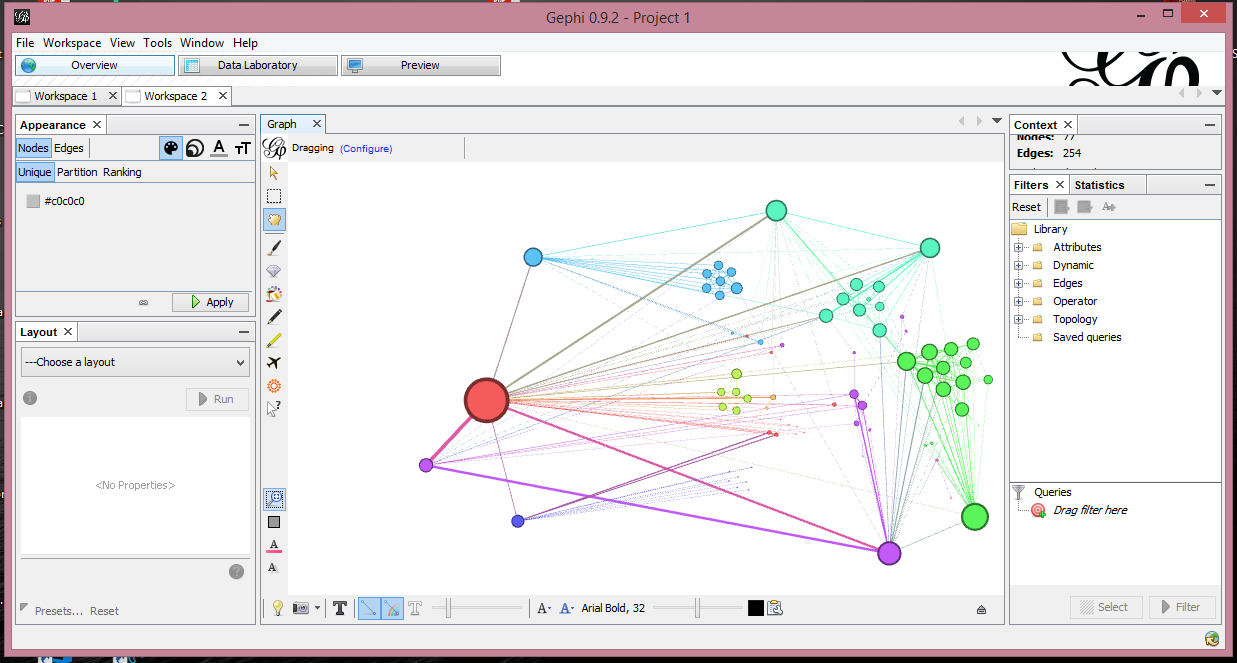 Gephi 0.9.2 - Project 1
File Workspace View Tools Window Help
Overview Data Laboratory Preview
Workspace 1 Workspace 2
Appearance
Nodes Edges
Unique Partition Ranking
#c0c0c0
Apply
Layout
---Choose a layout
Run
<No Properties>
Presets... Reset
Graph
Dragging (Configure)
Arial Bold, 32
Context
Nodes: 77
Edges: 254
Filters Statistics
Reset
Library
Attributes
Dynamic
Edges
Operator
Topology
Saved queries
Queries
Drag filter here
Select Filter